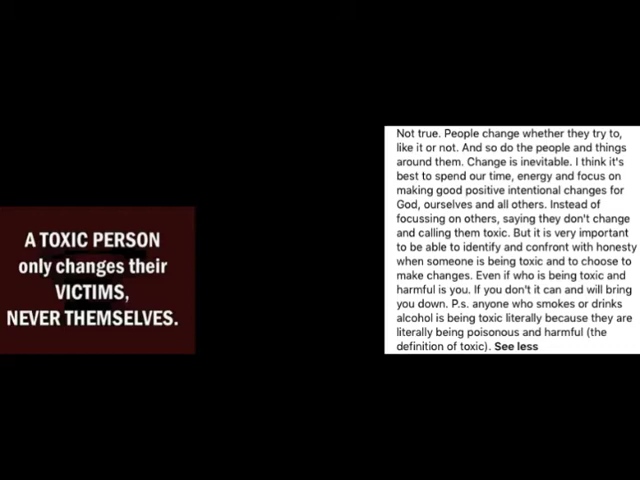 A TOXIC PERSON
only changes their
VICTIMS,
NEVER THEMSELVES.
Not true. People change whether they try to,
like it or not. And so do the people and things
around them. Change is inevitable. I think it's
best to spend our time, energy and focus on
making good positive intentional changes for
God, ourselves and all others. Instead of
focussing on others, saying they don't change
and calling them toxic. But it is very important
to be able to identify and confront with honesty
when someone is being toxic and to choose to
make changes. Even if who is being toxic and
harmful is you. If you don't it can and will bring
you down. P.s. anyone who smokes or drinks
alcohol is being toxic literally because they are
literally being poisonous and harmful (the
definition of toxic). See less